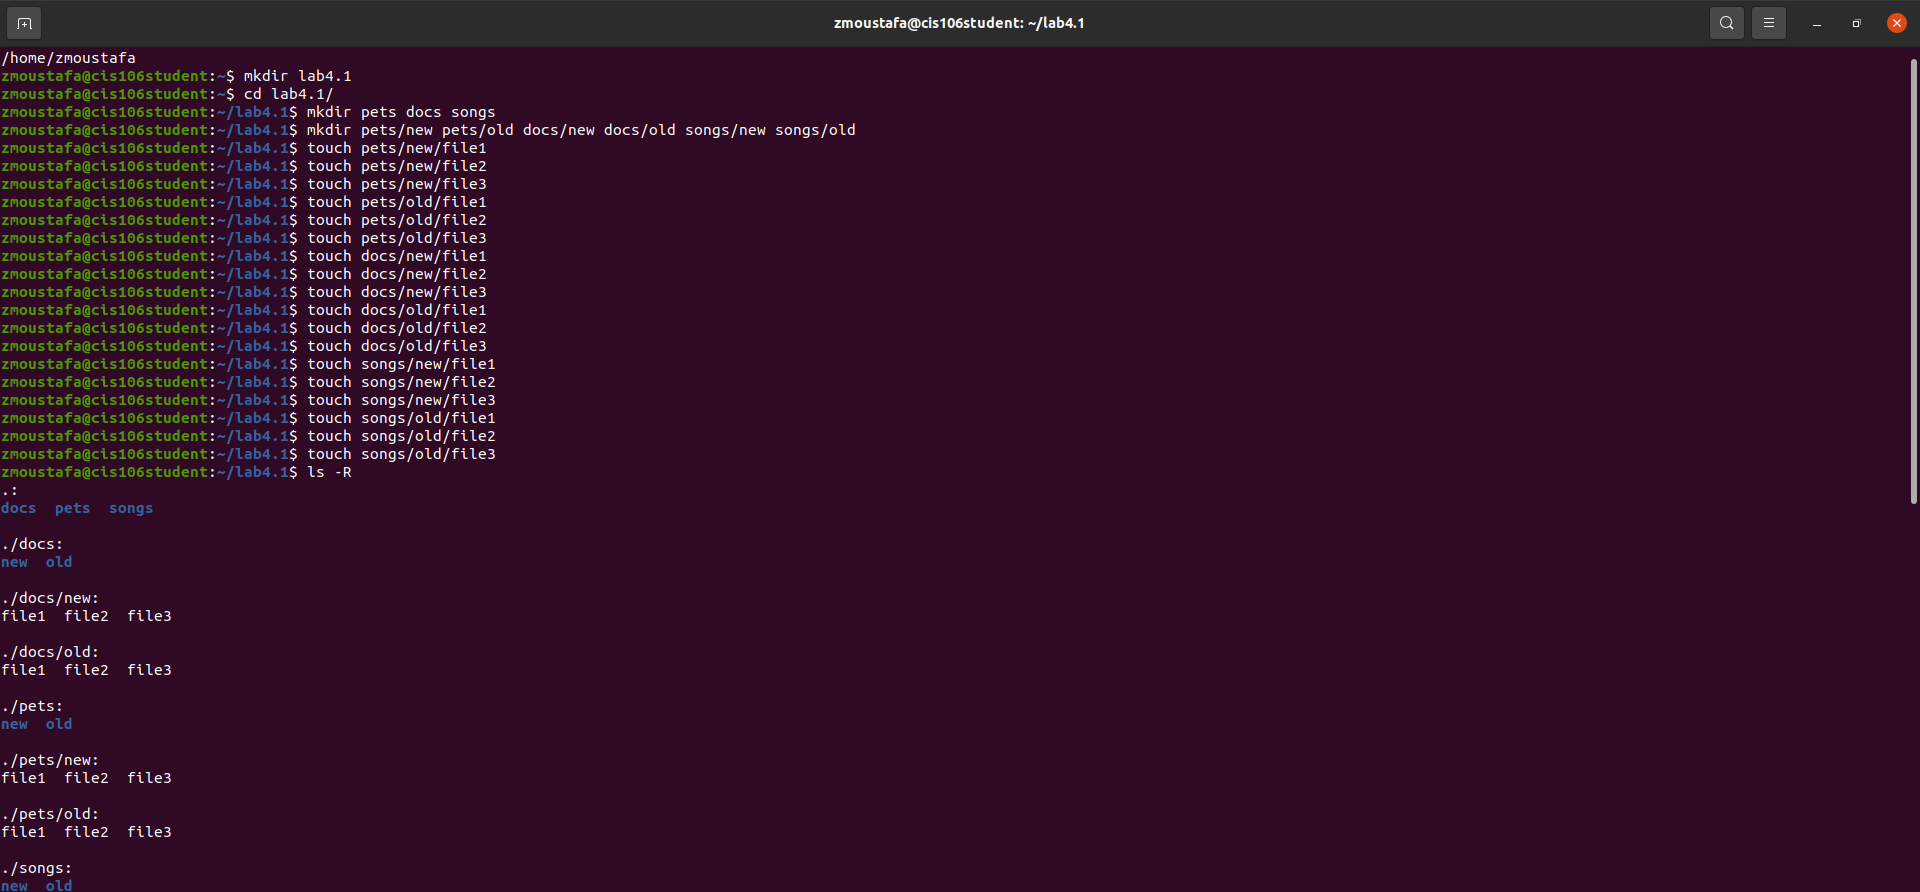 zmoustafa@cis106student: ~/lab4.1
/home/zmoustafa
zmoustafa@cis106student:~$ mkdir lab4.1
zmoustafa@cis106student:~$ cd lab4.1/
zmoustafa@cis106student:~/lab4.1$ mkdir pets docs songs
zmoustafa@cis106student:~/lab4.1$ mkdir pets/new pets/old docs/new docs/old songs/new songs/old
zmoustafa@cis106student:~/lab4.1$ touch pets/new/file1
zmoustafa@cis106student:~/lab4.1$ touch pets/new/file2
zmoustafa@cis106student:~/lab4.1$ touch pets/new/file3
zmoustafa@cis106student:~/lab4.1$ touch pets/old/file1
zmoustafa@cis106student:~/lab4.1$ touch pets/old/file2
zmoustafa@cis106student:~/lab4.1$ touch pets/old/file3
zmoustafa@cis106student:~/lab4.1$ touch docs/new/file1
zmoustafa@cis106student:~/lab4.1$ touch docs/new/file2
zmoustafa@cis106student:~/lab4.1$ touch docs/new/file3
zmoustafa@cis106student:~/lab4.1$ touch docs/old/file1
zmoustafa@cis106student:~/lab4.1$ touch docs/old/file2
zmoustafa@cis106student:~/lab4.1$ touch docs/old/file3
zmoustafa@cis106student:~/lab4.1$ touch songs/new/file1
zmoustafa@cis106student:~/lab4.1$ touch songs/new/file2
zmoustafa@cis106student:~/lab4.1$ touch songs/new/file3
zmoustafa@cis106student:~/lab4.1$ touch songs/old/file1
zmoustafa@cis106student:~/lab4.1$ touch songs/old/file2
zmoustafa@cis106student:~/lab4.1$ touch songs/old/file3
zmoustafa@cis106student:~/lab4.1$ ls -R
.:
docs  pets  songs

./docs:
new  old

./docs/new:
file1  file2  file3

./docs/old:
file1  file2  file3

./pets:
new  old

./pets/new:
file1  file2  file3

./pets/old:
file1  file2  file3

./songs:
new  old